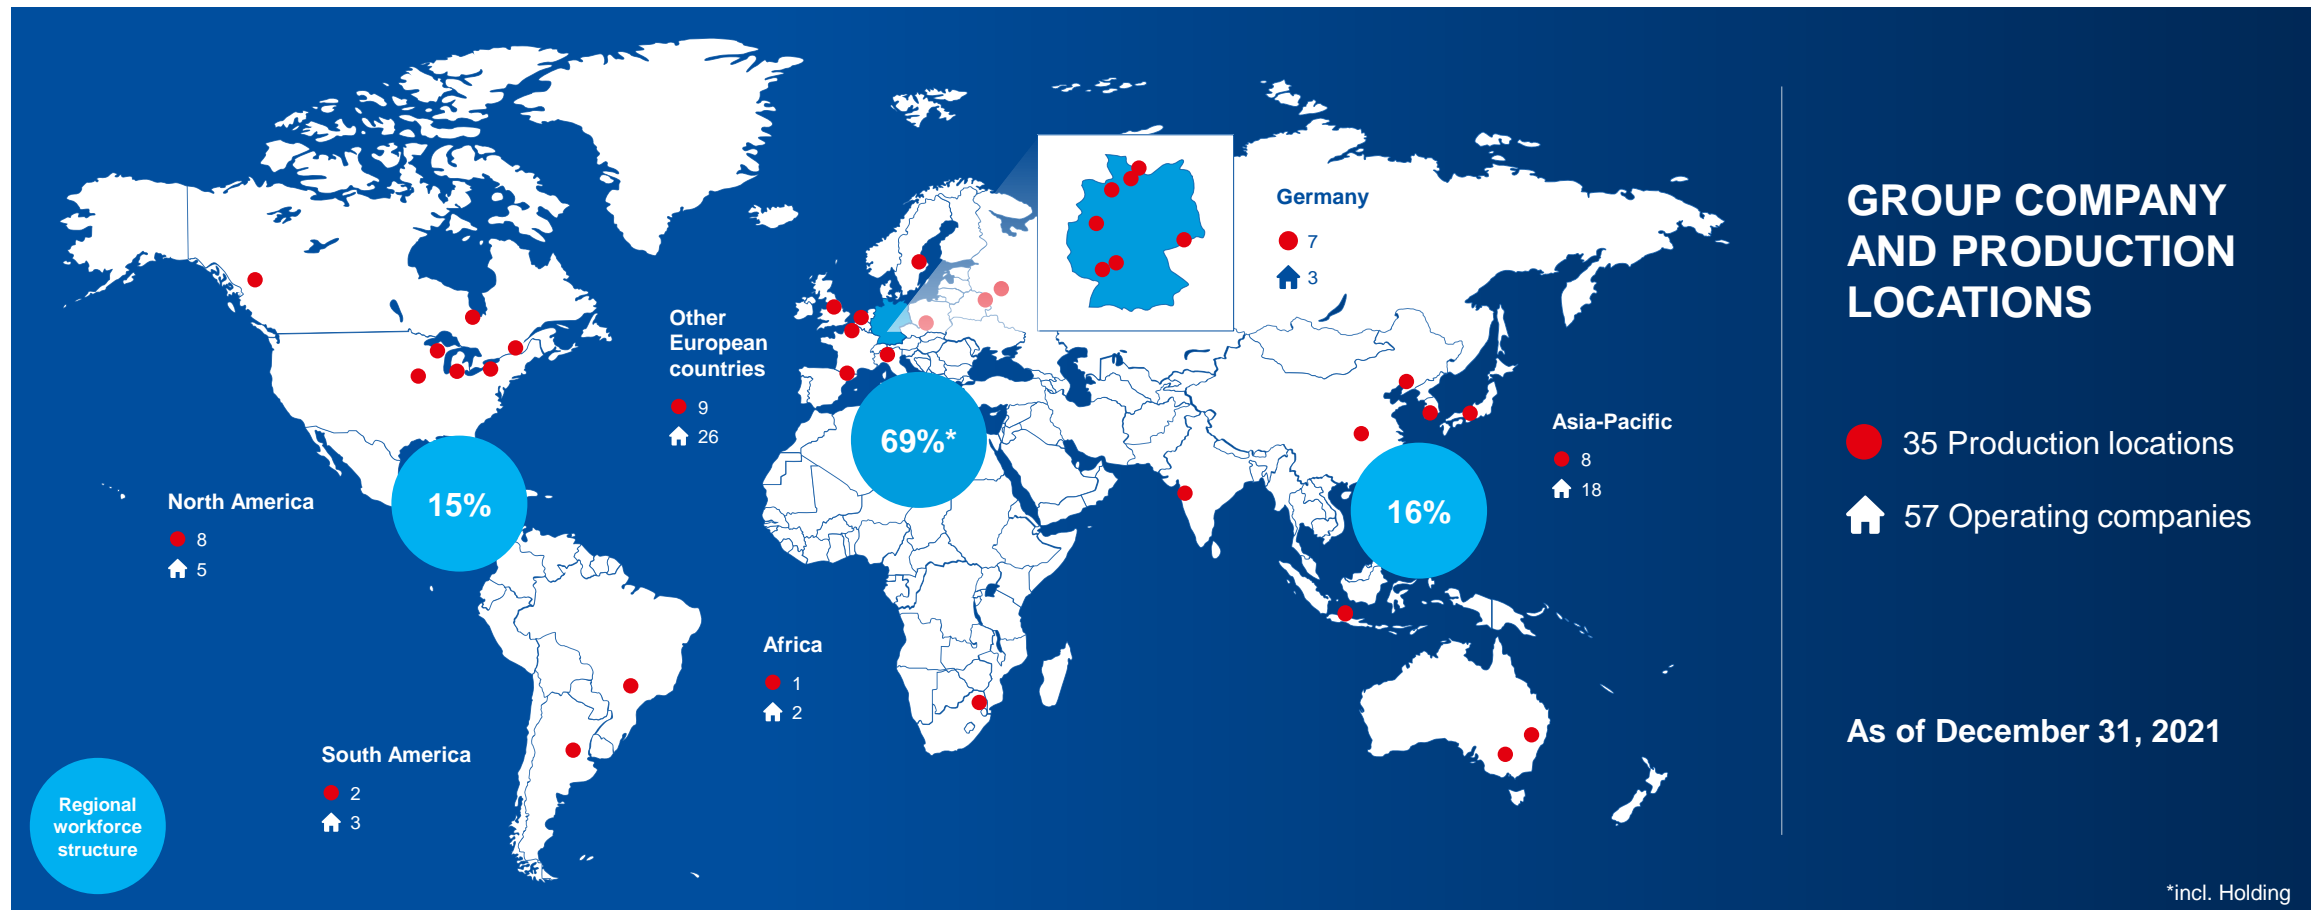 GROUP COMPANY
AND PRODUCTION
LOCATIONS
35 Production locations
57 Operating companies
As of December 31, 2021
*incl. Holding
Germany
7
3
Other
European
countries
9
26
69%*
Asia-Pacific
8
18
16%
North America
8
5
15%
Africa
1
2
South America
2
3
Regional
workforce
structure